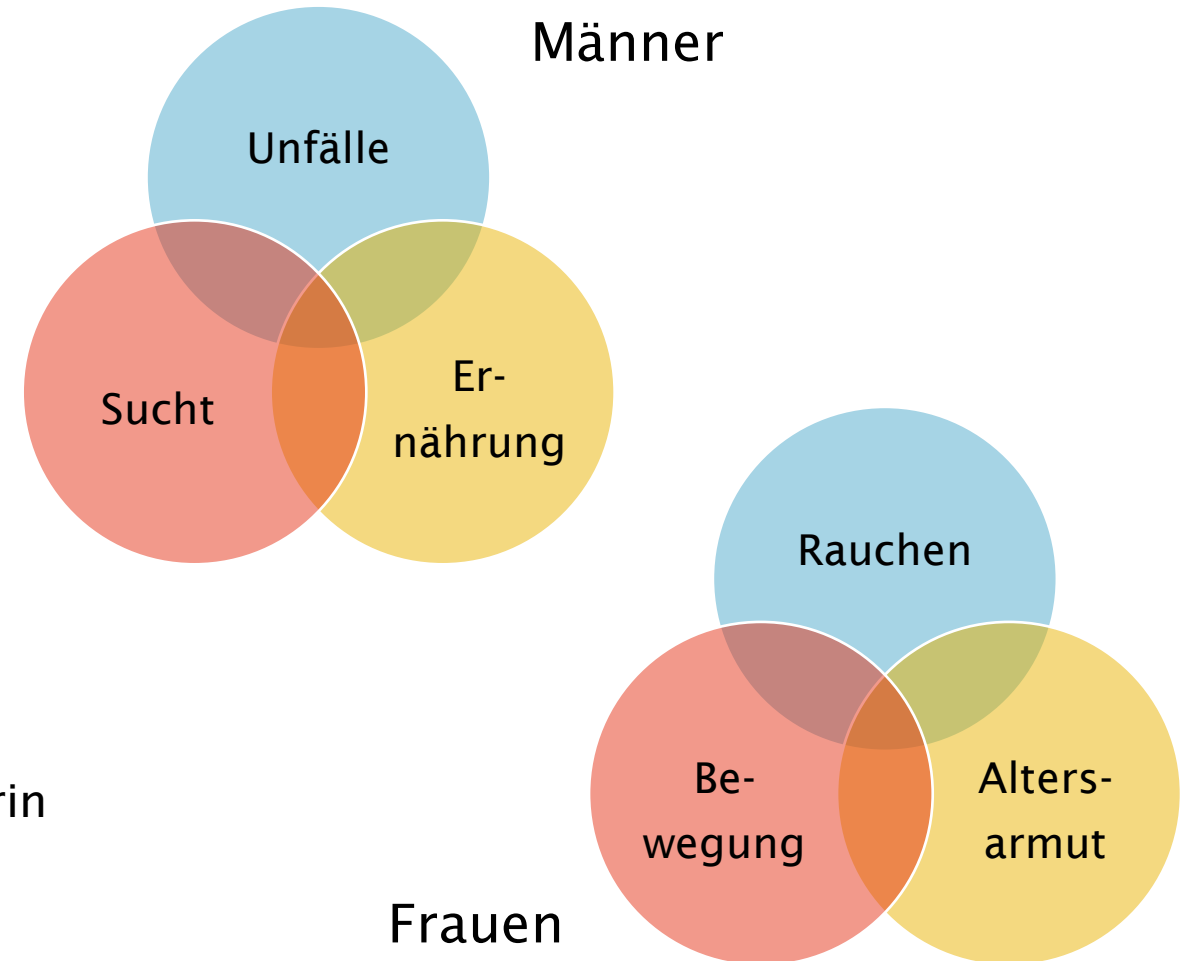 Männer
Unfälle
Sucht
Er-
nährung
Rauchen
Be-
wegung
Alters-
armut
rin
Frauen